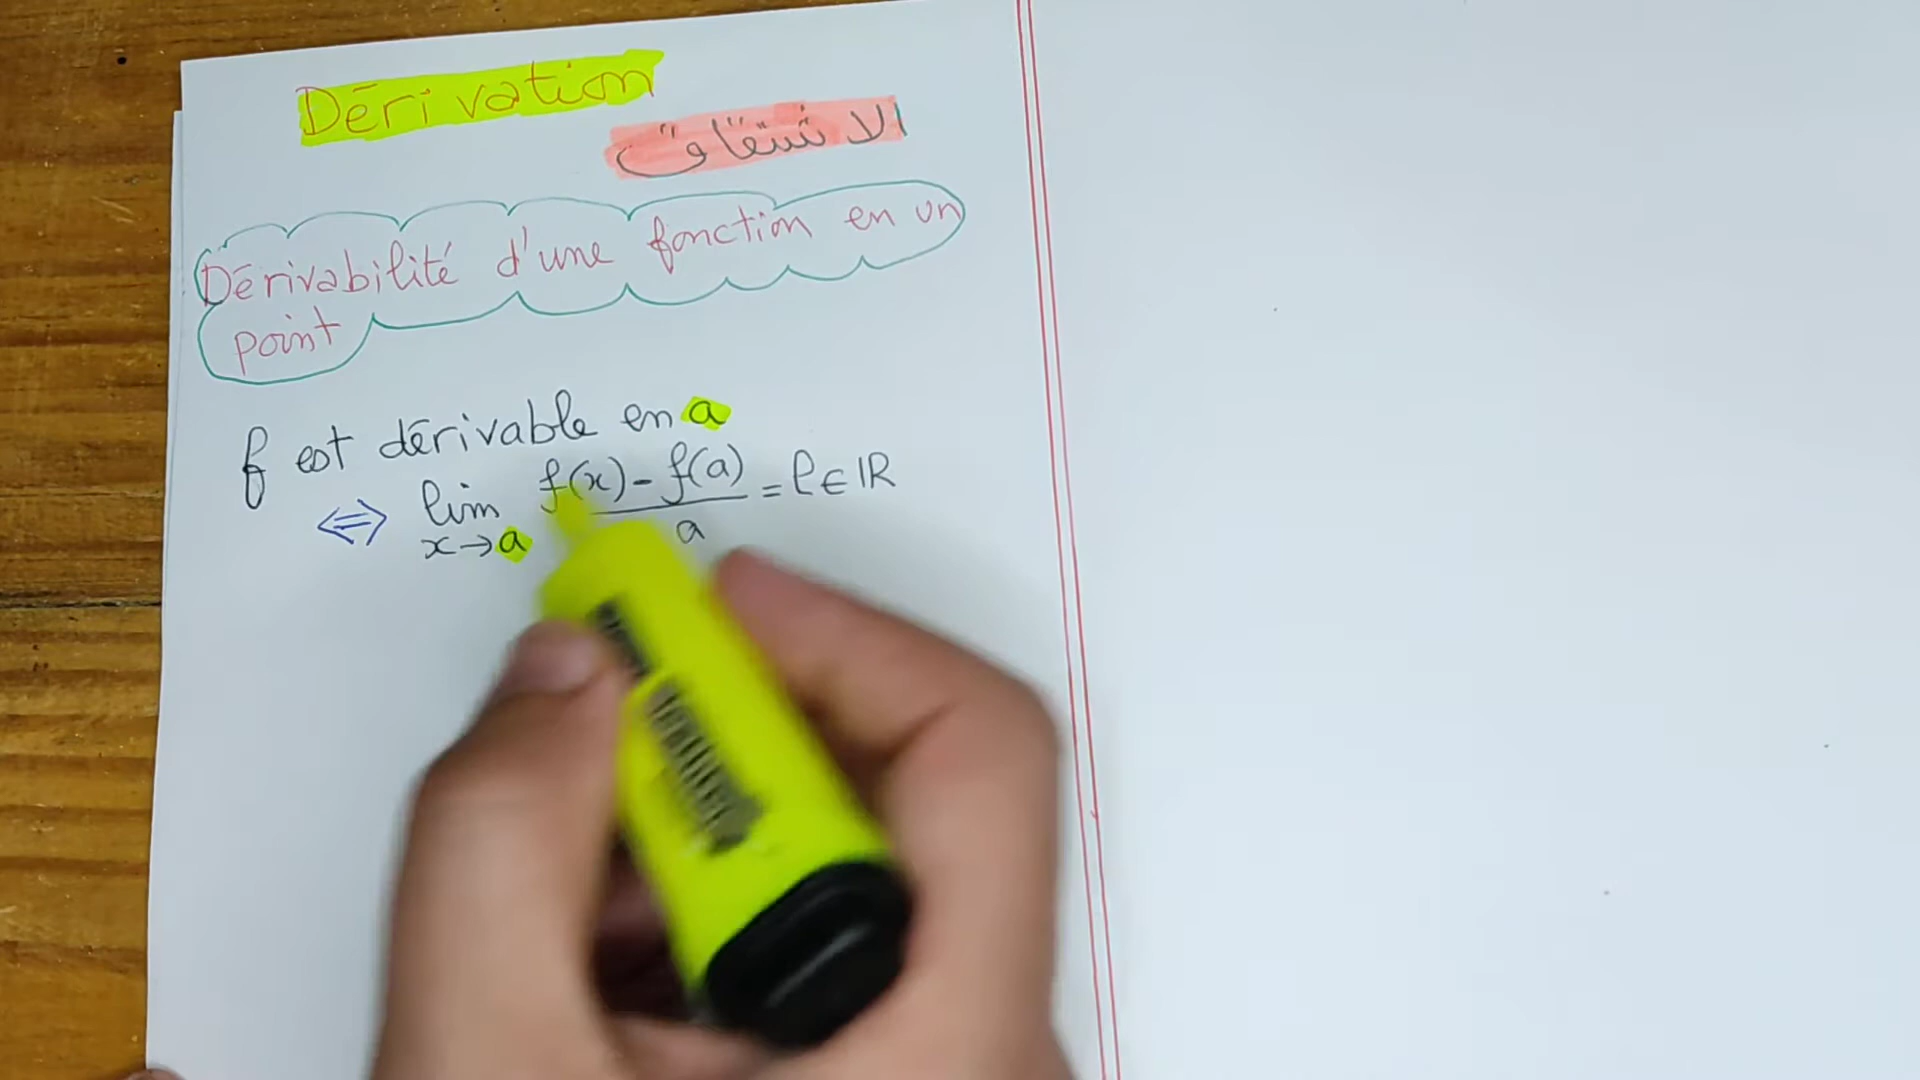 Dérivation
الاشتقاق
Dérivabilité d'une fonction en un
point
f est dérivable en a
⇔ lim f(x) - f(a) = l ∈ IR
x→a a